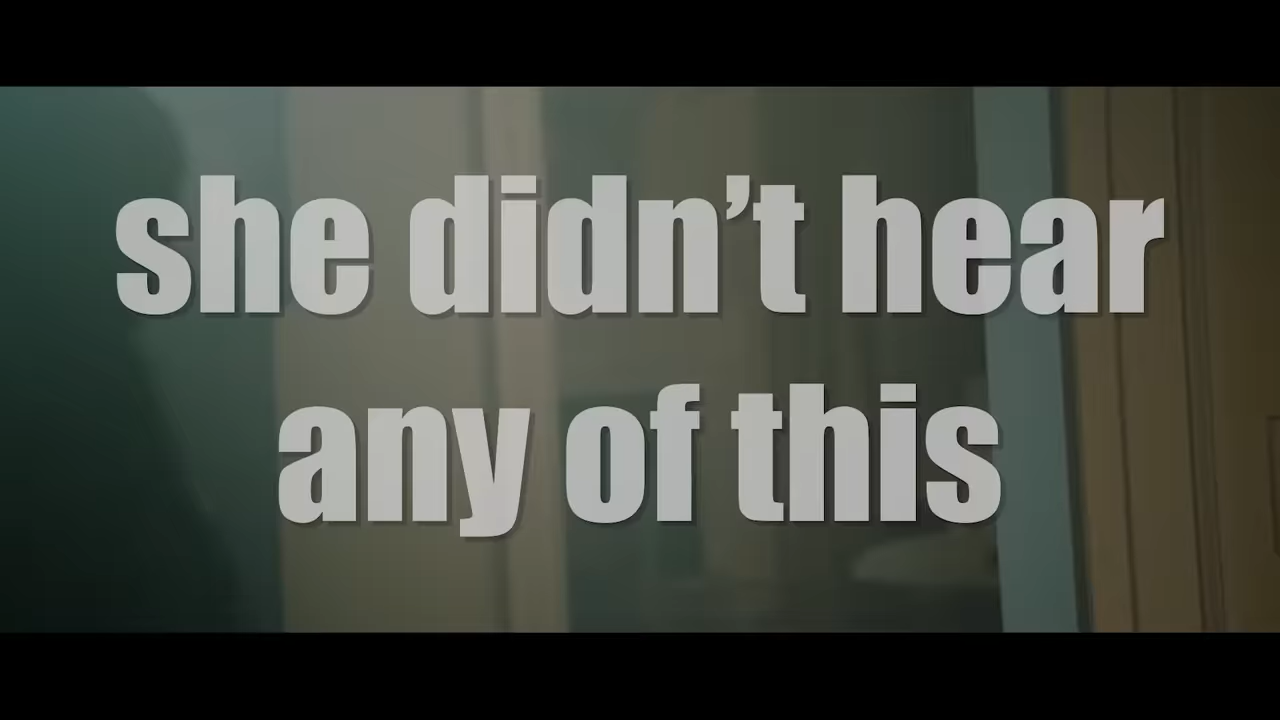 she didn’t hear
any of this